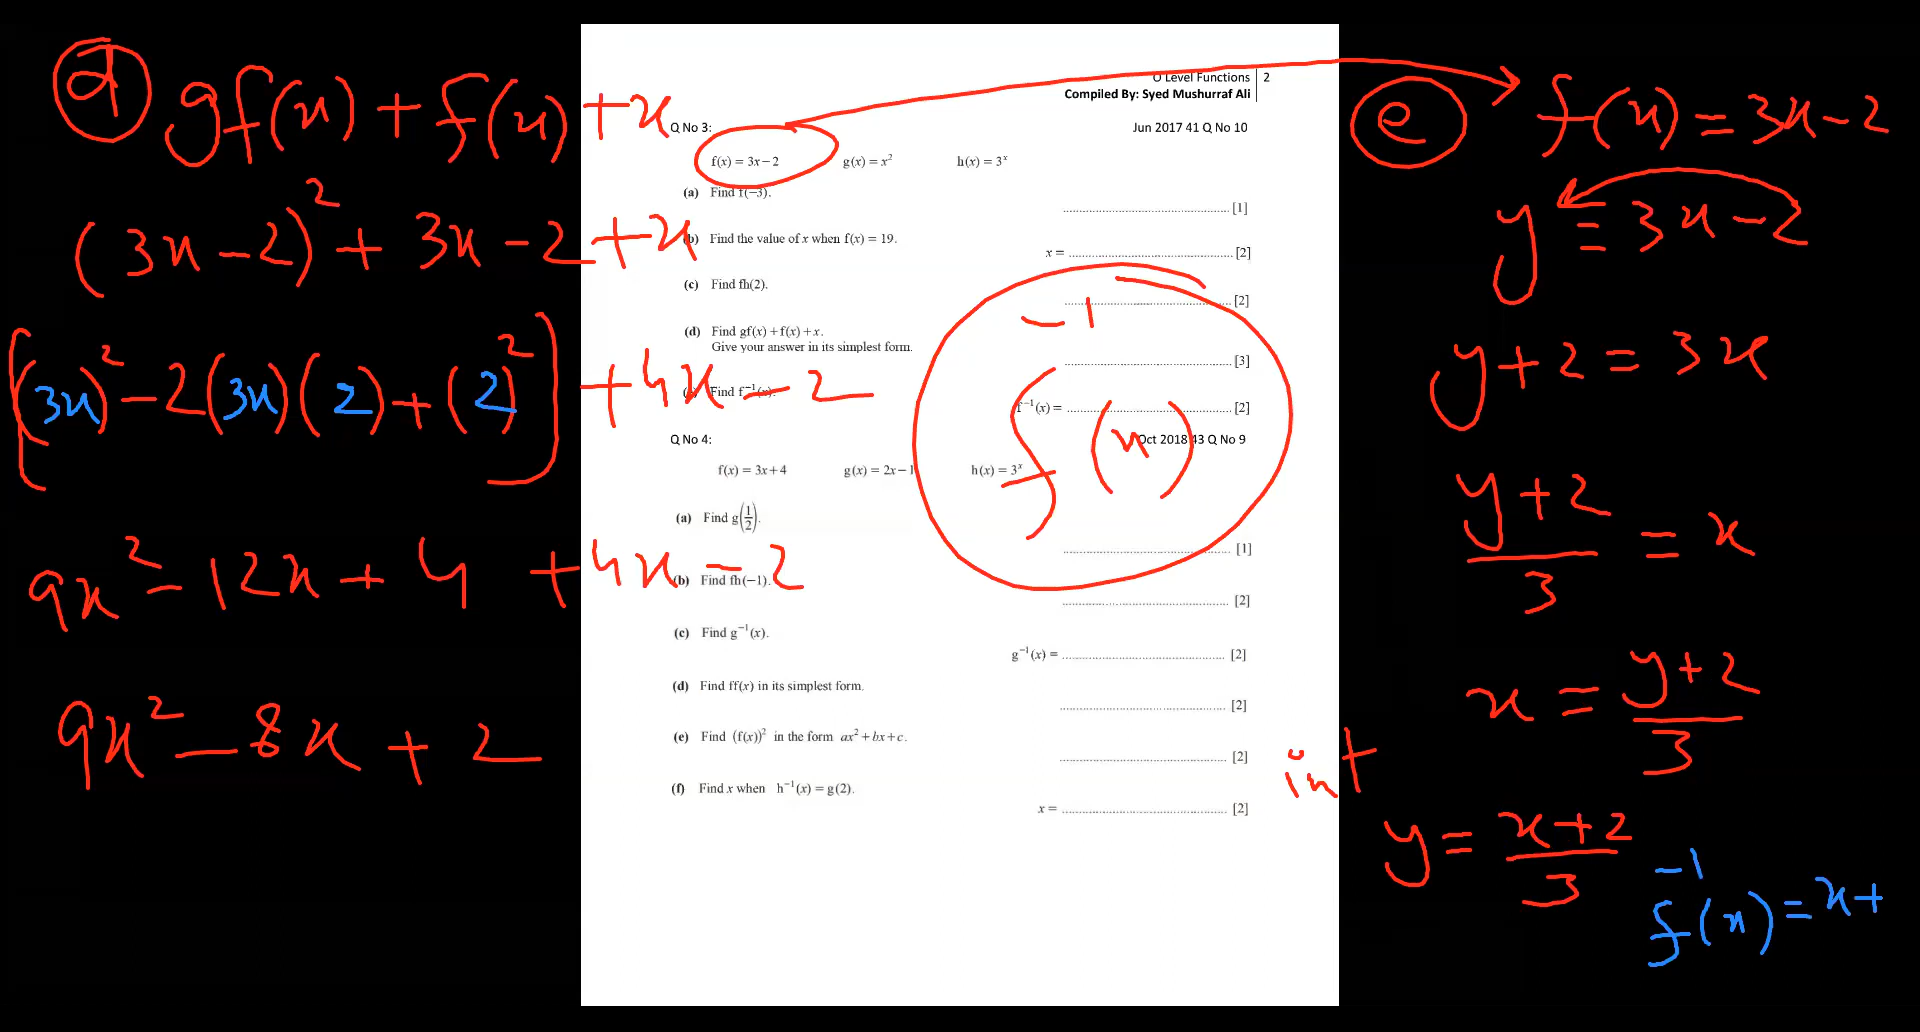 (d) gf(x) + f(x) + x
(3x - 2)² + 3x - 2 + x
[(3x)² - 2(3x)(2) + (2)²] + 4x - 2
9x² - 12x + 4 + 4x - 2
9x² - 8x + 2
O Level Functions | 2
Compiled By: Syed Mushurraf Ali
Q No 3: Jun 2017 41 Q No 10
f(x) = 3x − 2 g(x) = x² h(x) = 3ˣ
(a) Find f(−3).
.................................................. [1]
(b) Find the value of x when f(x) = 19.
x = .................................................. [2]
(c) Find fh(2).
.................................................. [2]
(d) Find gf(x) + f(x) + x.
Give your answer in its simplest form.
.................................................. [3]
(e) Find f⁻¹(x).
f⁻¹(x) = .................................................. [2]
f⁻¹(x)
Q No 4: Oct 2018 43 Q No 9
f(x) = 3x + 4 g(x) = 2x − 1 h(x) = 3ˣ
(a) Find g(1/2).
.................................................. [1]
(b) Find fh(−1).
.................................................. [2]
(c) Find g⁻¹(x).
g⁻¹(x) = .................................................. [2]
(d) Find ff(x) in its simplest form.
.................................................. [2]
(e) Find (f(x))² in the form ax² + bx + c.
.................................................. [2]
(f) Find x when h⁻¹(x) = g(2).
x = .................................................. [2]
(e) f(x) = 3x - 2
y = 3x - 2
y + 2 = 3x
(y + 2)/3 = x
x = (y + 2)/3
int
y = (x + 2)/3
f⁻¹(x) = x +